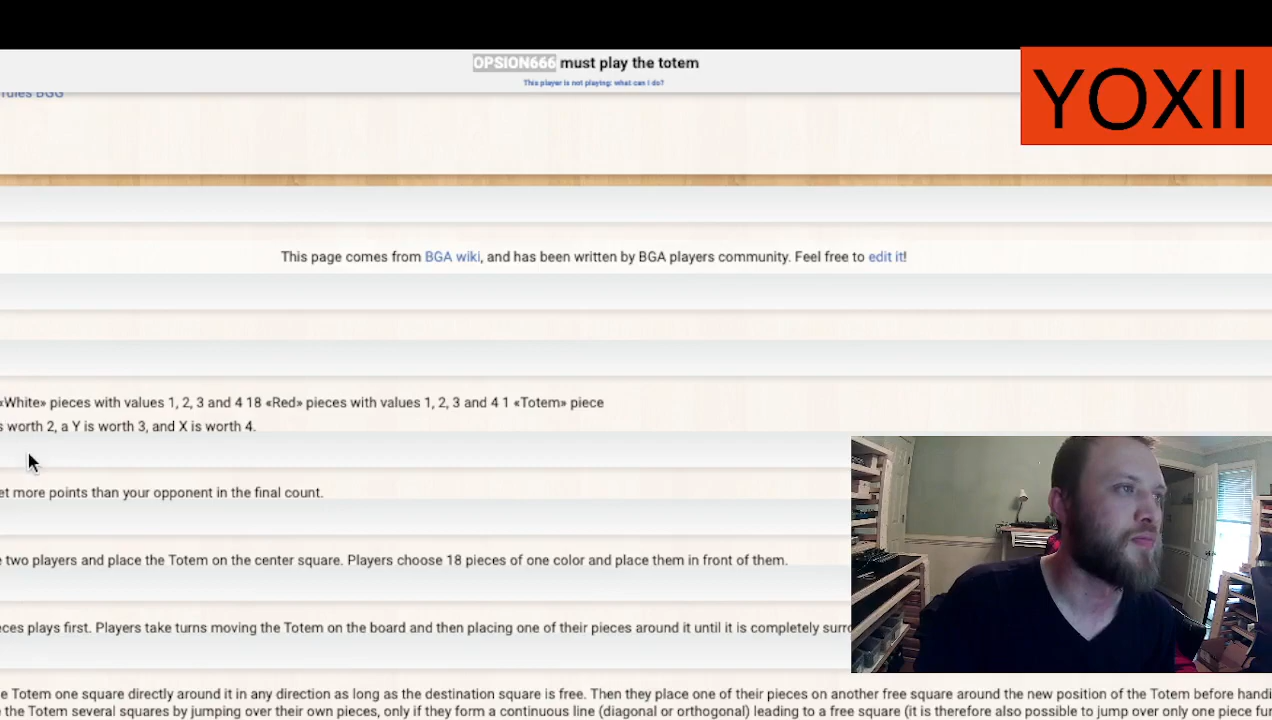 OPSION666 must play the totem
This player is not playing: what can I do?
YOXII
rules BGG
This page comes from BGA wiki, and has been written by BGA players community. Feel free to edit it!
«White» pieces with values 1, 2, 3 and 4 18 «Red» pieces with values 1, 2, 3 and 4 1 «Totem» piece
worth 2, a Y is worth 3, and X is worth 4.
more points than your opponent in the final count.
two players and place the Totem on the center square. Players choose 18 pieces of one color and place them in front of them.
plays first. Players take turns moving the Totem on the board and then placing one of their pieces around it until it is completely
Totem one square directly around it in any direction as long as the destination square is free. Then they place one of their pieces on another free square around the new position of the Totem before
the Totem several squares by jumping over their own pieces, only if they form a continuous line (diagonal or orthogonal) leading to a free square (it is therefore also possible to jump over only one piece